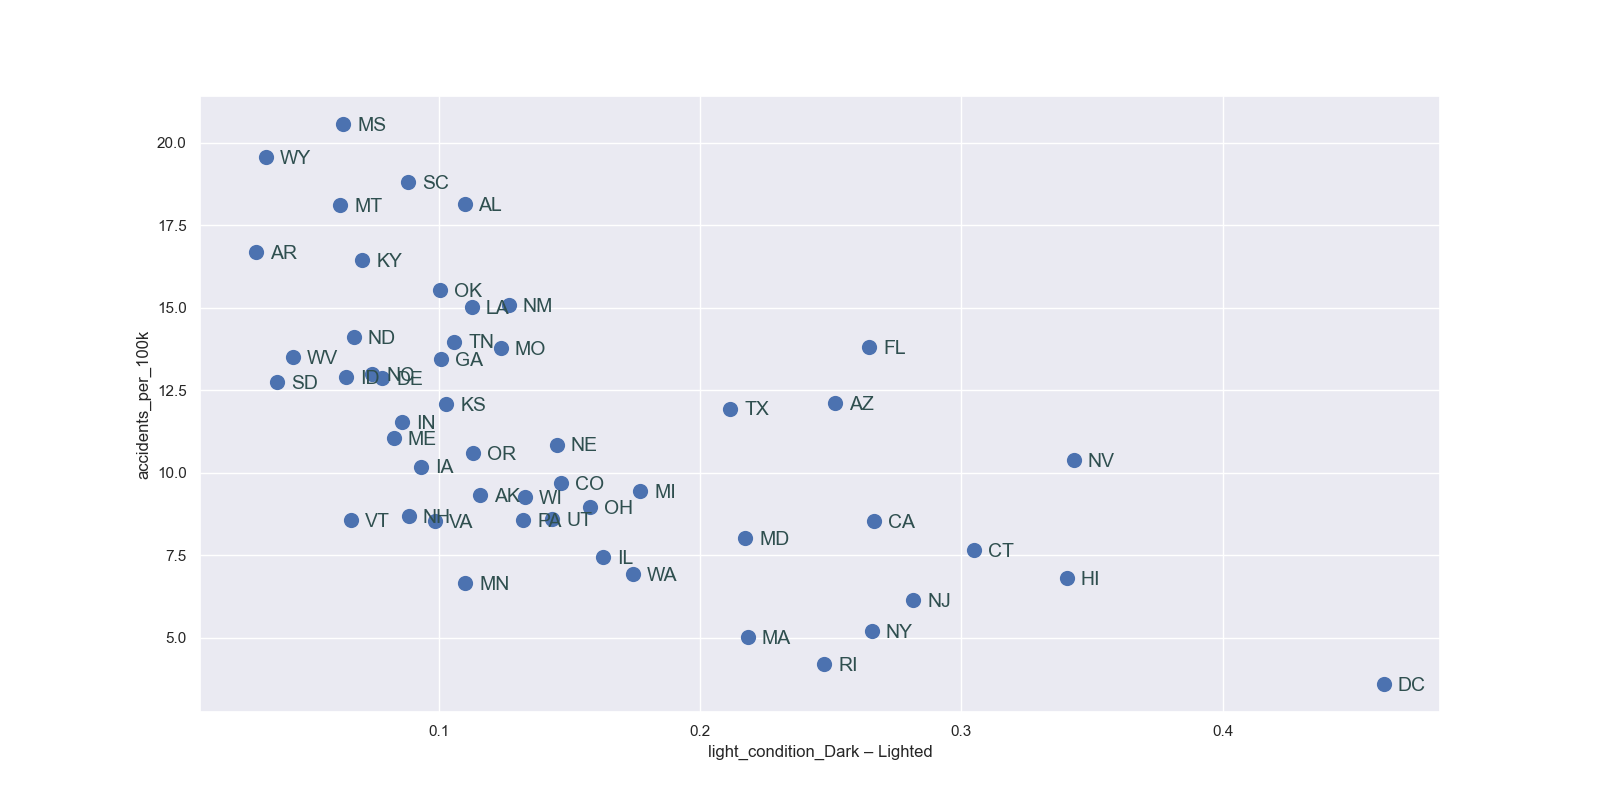 MS
20.0
WY
SC
MT
AL
17.5
AR
KY
OK
15.0
LA
NM
ND
TN
MO
FL
WV
GA
accidents_per_100k
ID
NC
DE
SD
12.5
KS
TX
AZ
IN
ME
NE
OR
NV
IA
10.0
CO
MI
AK
WI
OH
VT
NH
VA
PA
UT
CA
MD
CT
7.5
IL
WA
HI
MN
NJ
NY
5.0
MA
RI
DC
0.1
0.2
0.3
0.4
light_condition_Dark – Lighted